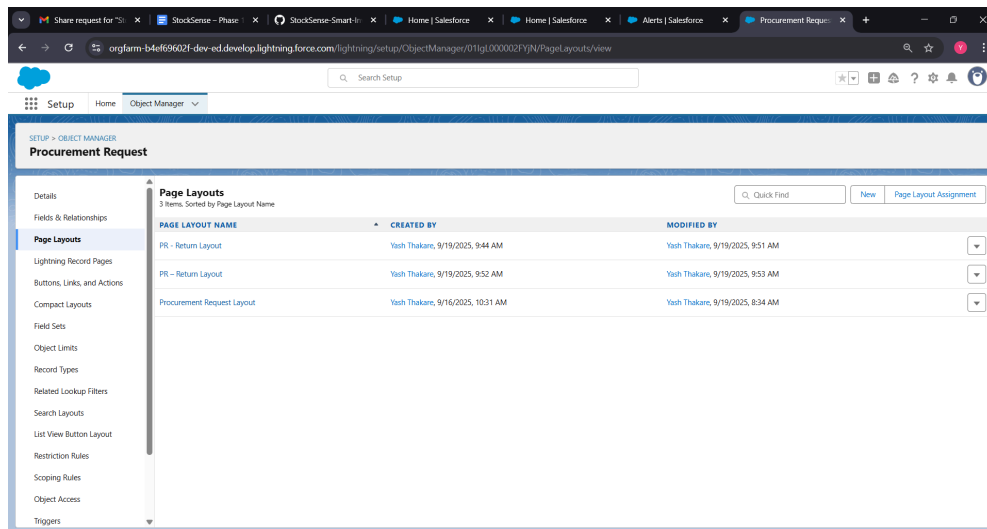 Share request for "St
StockSense – Phase
StockSense-Smart-In
Home | Salesforce
Home | Salesforce
Alerts | Salesforce
Procurement Reques
orgfarm-b4ef69602f-dev-ed.develop.lightning.force.com/lightning/setup/ObjectManager/01IgL000002FYjN/PageLayouts/view
Y
Search Setup
Setup
Home
Object Manager
SETUP > OBJECT MANAGER
Procurement Request
Details
Fields & Relationships
Page Layouts
Lightning Record Pages
Buttons, Links, and Actions
Compact Layouts
Field Sets
Object Limits
Record Types
Related Lookup Filters
Search Layouts
List View Button Layout
Restriction Rules
Scoping Rules
Object Access
Triggers
Page Layouts
3 Items, Sorted by Page Layout Name
Quick Find
New
Page Layout Assignment
PAGE LAYOUT NAME CREATED BY MODIFIED BY
PR - Return Layout Yash Thakare, 9/19/2025, 9:44 AM Yash Thakare, 9/19/2025, 9:51 AM
PR – Return Layout Yash Thakare, 9/19/2025, 9:52 AM Yash Thakare, 9/19/2025, 9:53 AM
Procurement Request Layout Yash Thakare, 9/16/2025, 10:31 AM Yash Thakare, 9/19/2025, 8:34 AM